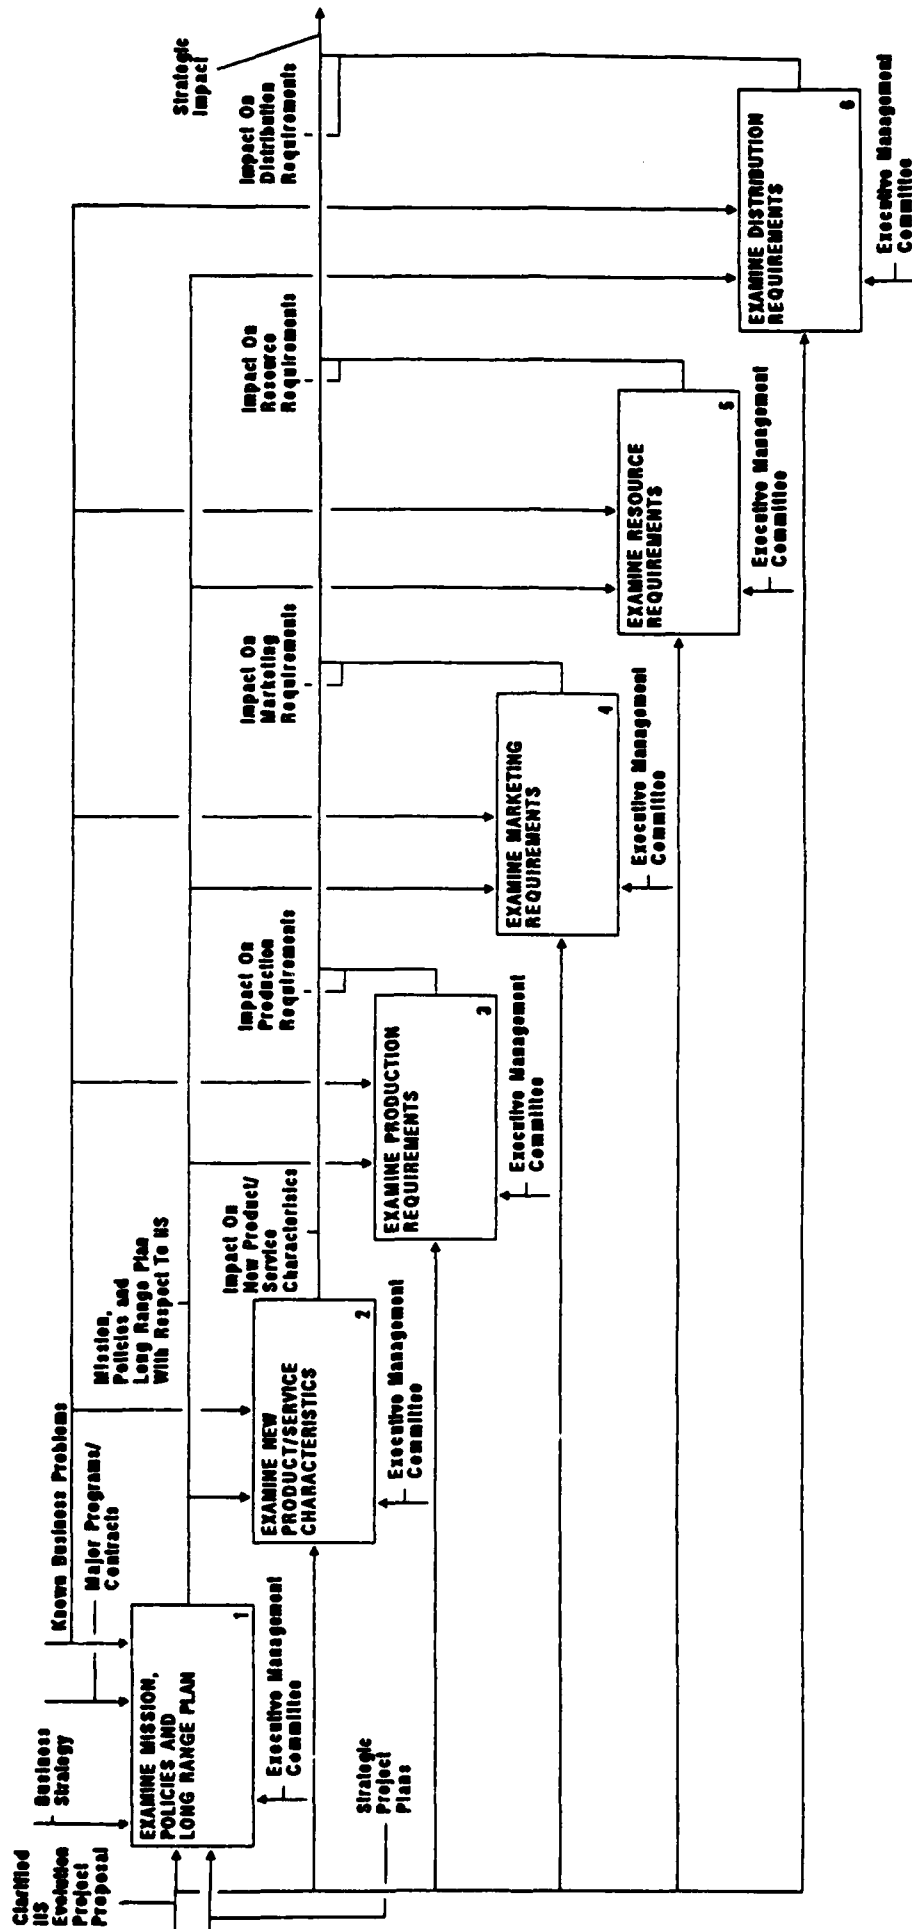 Clarified
IIS
Evolution
Project
Proposal
Business
Strategy
Known Business Problems
Major Programs/
Contracts
EXAMINE MISSION,
POLICIES AND
LONG RANGE PLAN
1
Executive Management
Committee
Strategic
Project
Plans
Mission,
Policies and
Long Range Plan
With Respect To IIS
EXAMINE NEW
PRODUCT/SERVICE
CHARACTERISTICS
2
Executive Management
Committee
Impact On
New Product/
Service
Characteristics
EXAMINE PRODUCTION
REQUIREMENTS
3
Executive Management
Committee
Impact On
Production
Requirements
EXAMINE MARKETING
REQUIREMENTS
4
Executive Management
Committee
Impact On
Marketing
Requirements
EXAMINE RESOURCE
REQUIREMENTS
5
Executive Management
Committee
Impact On
Resource
Requirements
EXAMINE DISTRIBUTION
REQUIREMENTS
6
Executive Management
Committee
Impact On
Distribution
Requirements
Strategic
Impact